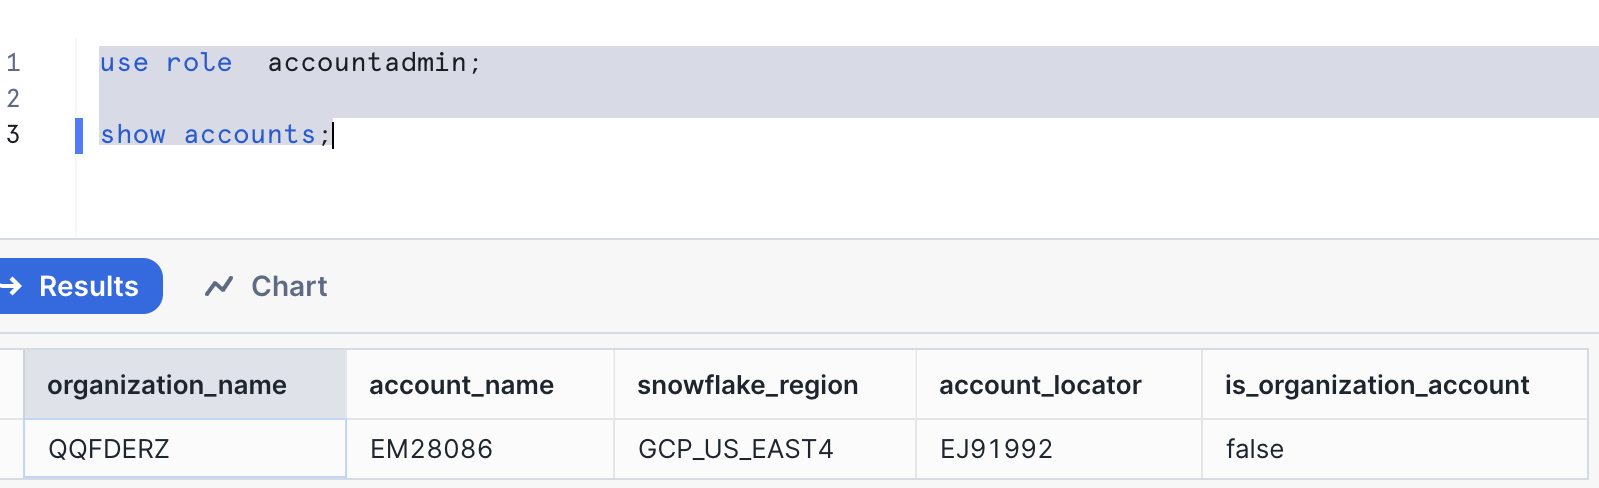 1 use role  accountadmin;
2
3 show accounts;
Results Chart
organization_name account_name snowflake_region account_locator is_organization_account
QQFDERZ EM28086 GCP_US_EAST4 EJ91992 false